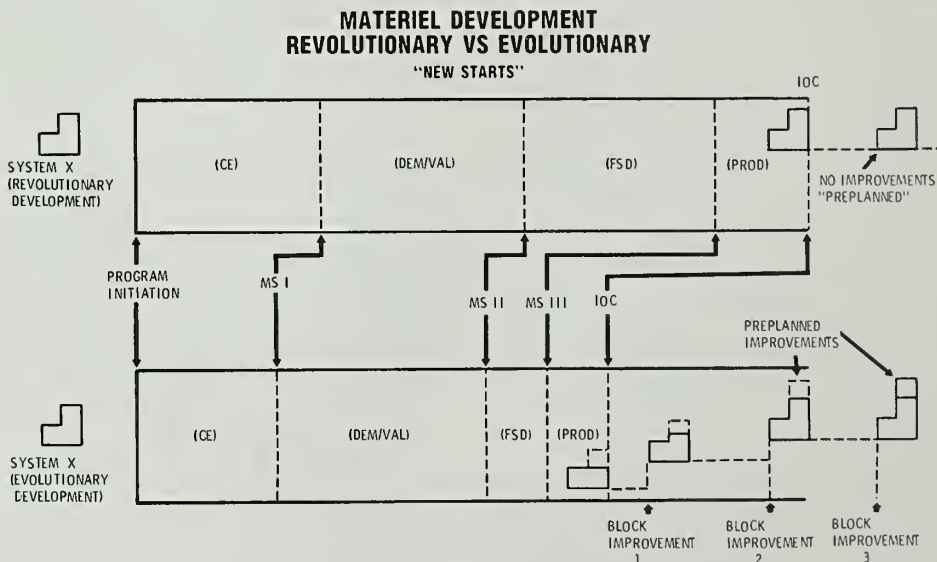 MATERIEL DEVELOPMENT
REVOLUTIONARY VS EVOLUTIONARY
"NEW STARTS"
IOC
SYSTEM X
(REVOLUTIONARY
DEVELOPMENT)
(CE)
(DEM/VAL)
(FSD)
(PROD)
NO IMPROVEMENTS
"PREPLANNED"
PROGRAM
INITIATION
MS I
MS II
MS III
IOC
PREPLANNED
IMPROVEMENTS
SYSTEM X
(EVOLUTIONARY
DEVELOPMENT)
(CE)
(DEM/VAL)
(FSD)
(PROD)
BLOCK
IMPROVEMENT
1
BLOCK
IMPROVEMENT
2
BLOCK
IMPROVEMENT
3